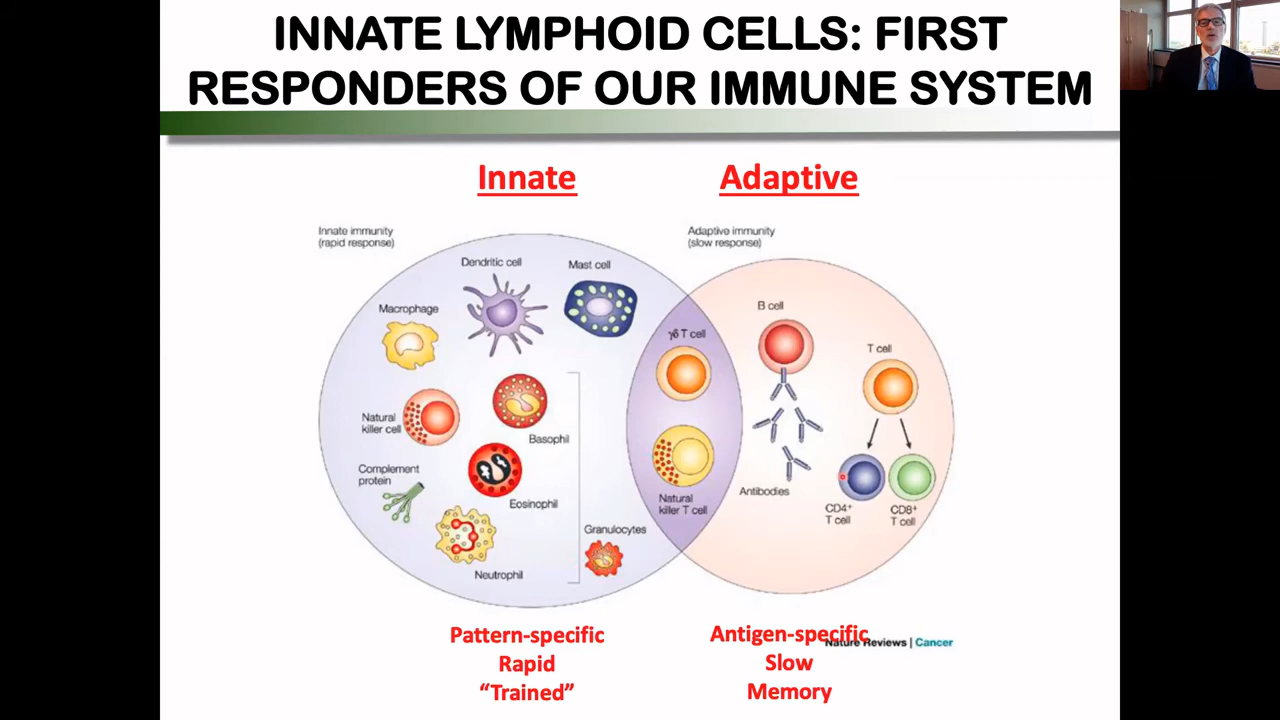 INNATE LYMPHOID CELLS: FIRST
RESPONDERS OF OUR IMMUNE SYSTEM
Innate
Adaptive
Innate immunity
(rapid response)
Adaptive immunity
(slow response)
Dendritic cell
Mast cell
Macrophage
Natural
killer cell
Basophil
Complement
protein
Eosinophil
Granulocytes
Neutrophil
γδ T cell
Natural
killer T cell
B cell
T cell
Antibodies
CD4⁺
T cell
CD8⁺
T cell
Pattern-specific
Rapid
“Trained”
Antigen-specific
Nature Reviews | Cancer
Slow
Memory